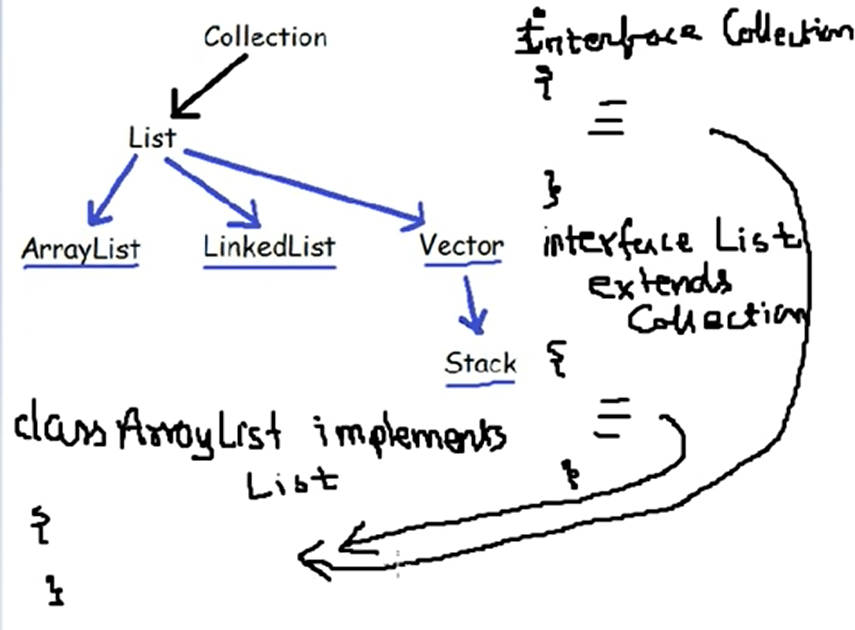 Collection
List
ArrayList LinkedList Vector
Stack
Interface Collection
{
}
interface List
extends
Collection
{
}
class ArrayList implements
List
{
}